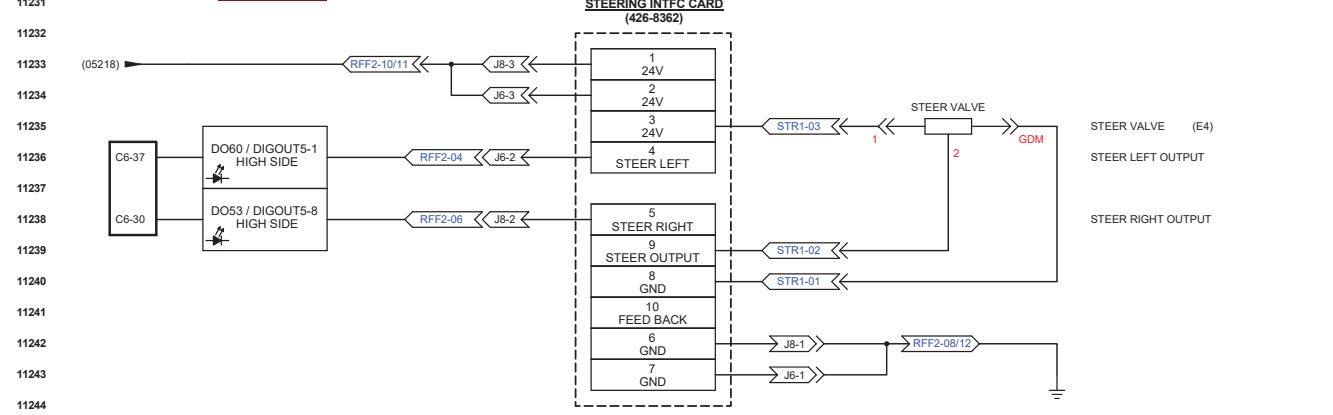 11231
STEERING INTFC CARD
(426-8362)
11232
11233
(05218)
RFF2-10/11
J8-3
1
24V
11234
J6-3
2
24V
STEER VALVE
11235
3
24V
STR1-03
1
GDM
STEER VALVE (E4)
11236
C6-37
DO60 / DIGOUT5-1
HIGH SIDE
RFF2-04
J6-2
4
STEER LEFT
2
STEER LEFT OUTPUT
11237
11238
C6-30
DO53 / DIGOUT5-8
HIGH SIDE
RFF2-06
J8-2
5
STEER RIGHT
STEER RIGHT OUTPUT
11239
9
STEER OUTPUT
STR1-02
11240
8
GND
STR1-01
11241
10
FEED BACK
11242
6
GND
J8-1
RFF2-08/12
11243
7
GND
J6-1
11244